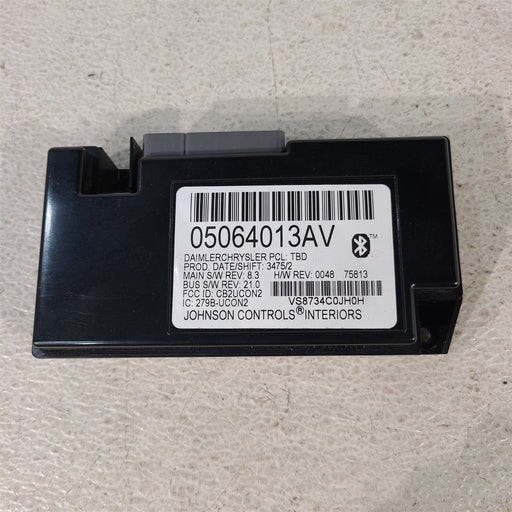 05064013AV
TM
DAIMLERCHRYSLER PCL: TBD
PROD. DATE/SHIFT: 3475/2
MAIN S/W REV: 8.3 H/W REV: 0048 75813
BUS S/W REV: 21.0
FCC ID: CB2UCON2
IC: 279B-UCON2
VS8734C0JH0H
JOHNSON CONTROLS® INTERIORS